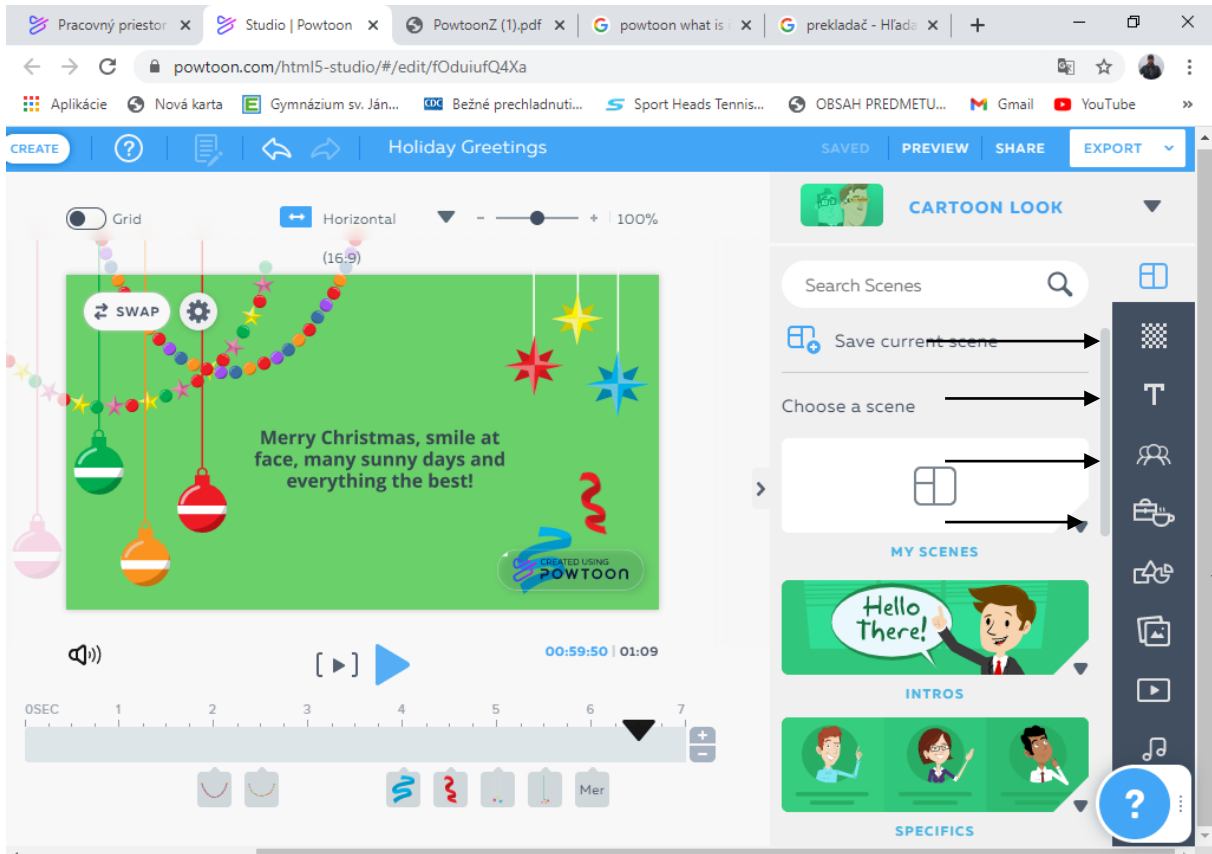 Pracovný priestor
Studio | Powtoon
PowtoonZ (1).pdf
powtoon what is i
prekladač - Hľada
powtoon.com/html5-studio/#/edit/fOduiufQ4Xa
Aplikácie
Nová karta
Gymnázium sv. Ján...
CDC
Bežné prechladnuti...
Sport Heads Tennis...
OBSAH PREDMETU...
Gmail
YouTube
»
CREATE
?
Holiday Greetings
SAVED
PREVIEW
SHARE
EXPORT
Grid
Horizontal
(16:9)
- + 100%
CARTOON LOOK
SWAP
Search Scenes
Save current scene
Choose a scene
Merry Christmas, smile at
face, many sunny days and
everything the best!
CREATED USING
POWTOON
MY SCENES
Hello
There!
INTROS
00:59:50 | 01:09
0SEC 1 2 3 4 5 6 7
+
-
Mer
SPECIFICS
T
?